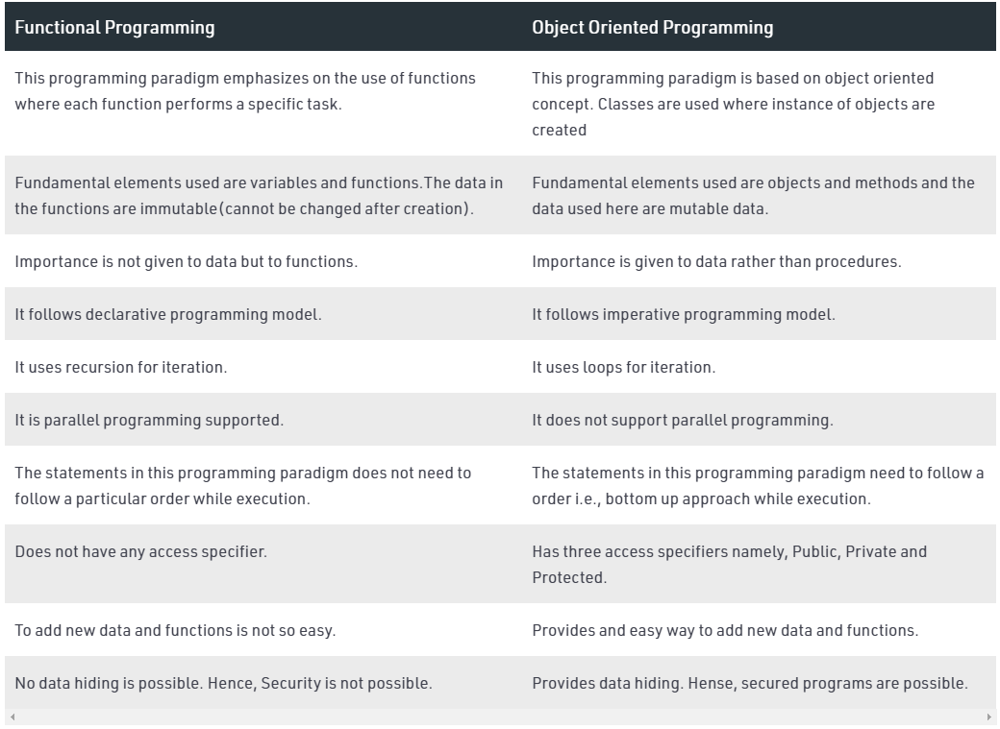 Functional Programming
Object Oriented Programming
This programming paradigm emphasizes on the use of functions
where each function performs a specific task.
This programming paradigm is based on object oriented
concept. Classes are used where instance of objects are
created
Fundamental elements used are variables and functions.The data in
the functions are immutable(cannot be changed after creation).
Fundamental elements used are objects and methods and the
data used here are mutable data.
Importance is not given to data but to functions.
Importance is given to data rather than procedures.
It follows declarative programming model.
It follows imperative programming model.
It uses recursion for iteration.
It uses loops for iteration.
It is parallel programming supported.
It does not support parallel programming.
The statements in this programming paradigm does not need to
follow a particular order while execution.
The statements in this programming paradigm need to follow a
order i.e., bottom up approach while execution.
Does not have any access specifier.
Has three access specifiers namely, Public, Private and
Protected.
To add new data and functions is not so easy.
Provides and easy way to add new data and functions.
No data hiding is possible. Hence, Security is not possible.
Provides data hiding. Hense, secured programs are possible.